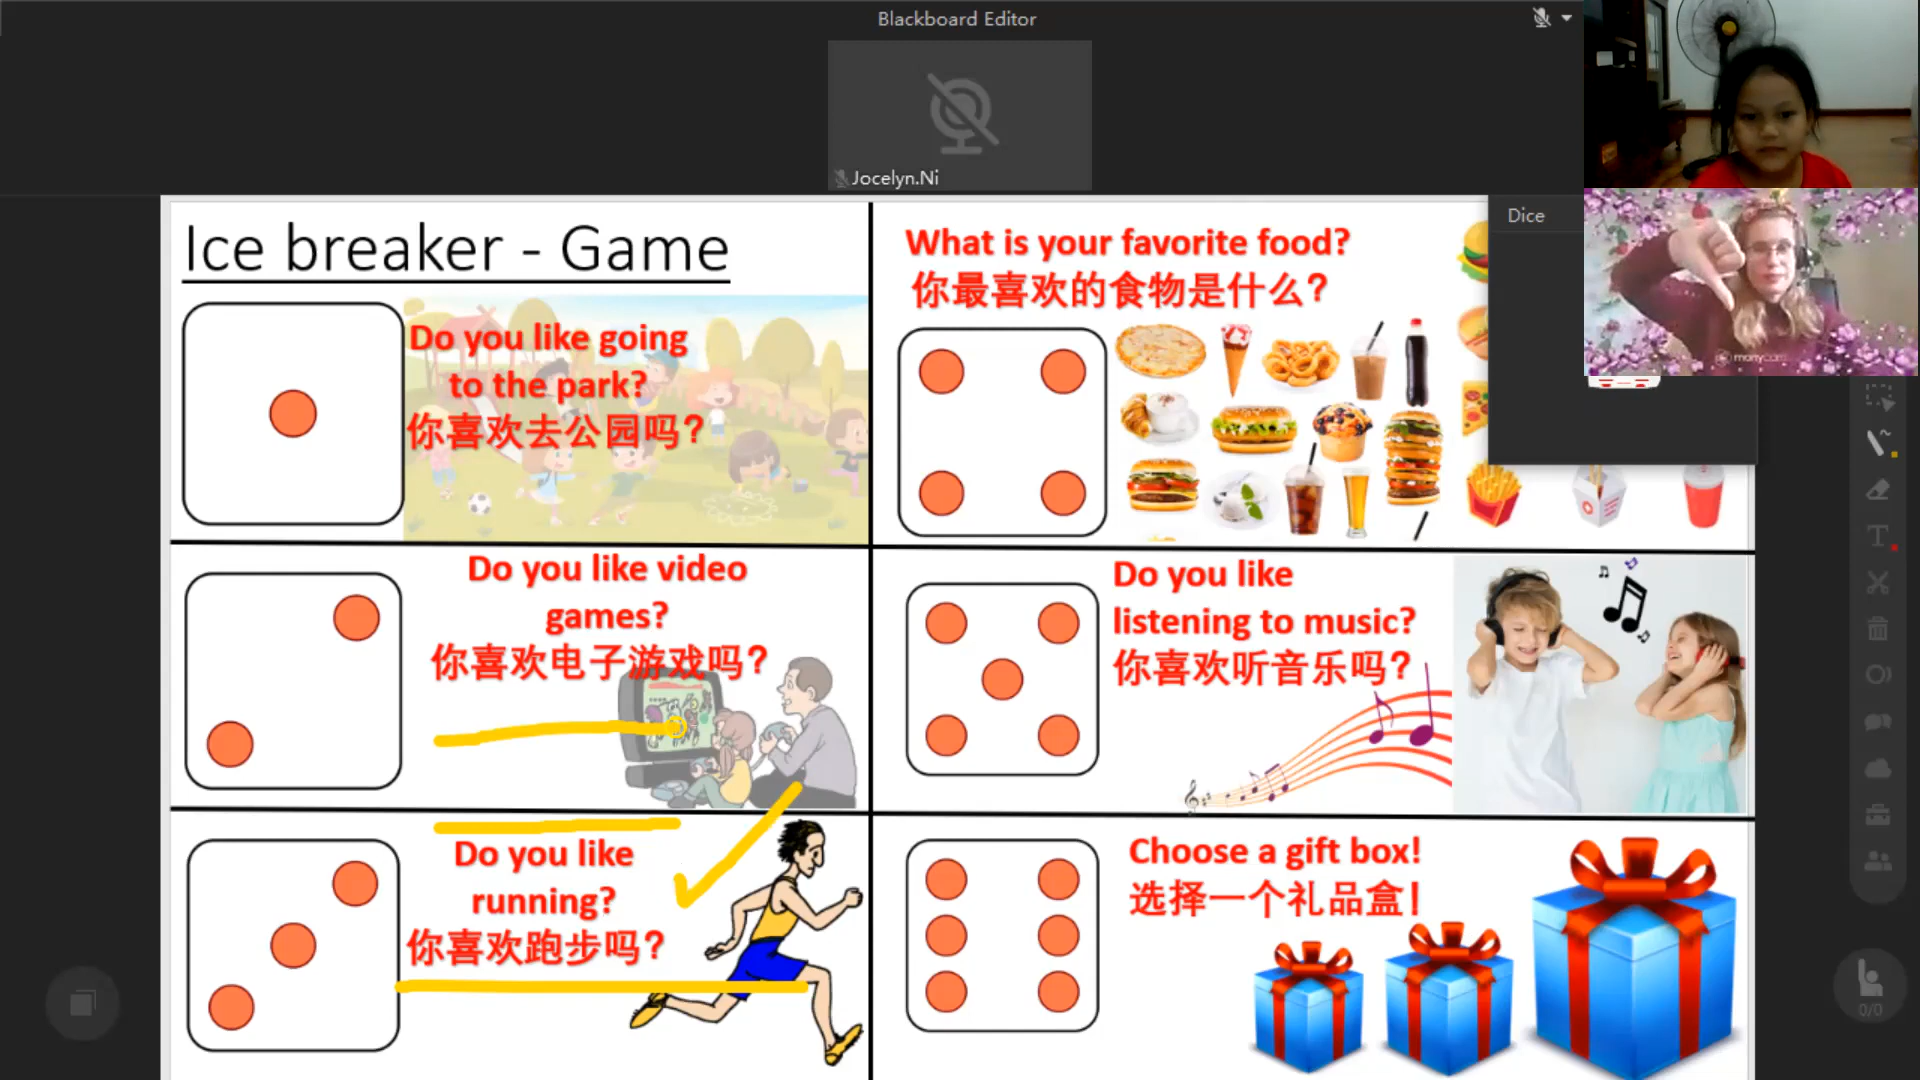 Blackboard Editor
Jocelyn.Ni
Dice
Ice breaker - Game
Do you like going
to the park?
你喜欢去公园吗?
What is your favorite food?
你最喜欢的食物是什么?
Do you like video
games?
你喜欢电子游戏吗?
Do you like
listening to music?
你喜欢听音乐吗?
Do you like
running?
你喜欢跑步吗?
Choose a gift box!
选择一个礼品盒!
0/0